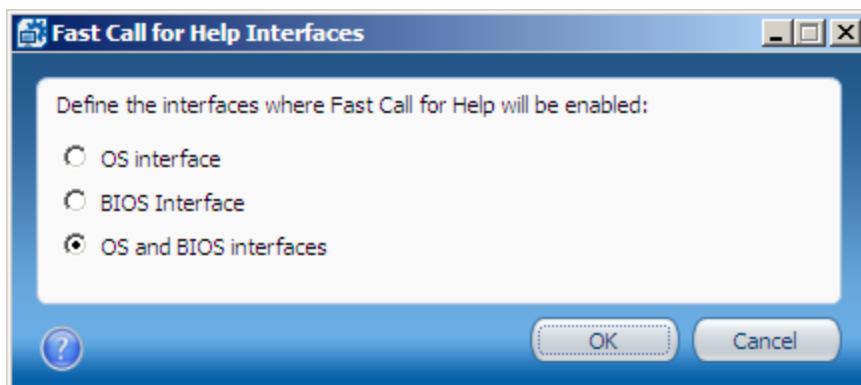 Fast Call for Help Interfaces
Define the interfaces where Fast Call for Help will be enabled:
OS interface
BIOS Interface
OS and BIOS interfaces
?
OK
Cancel